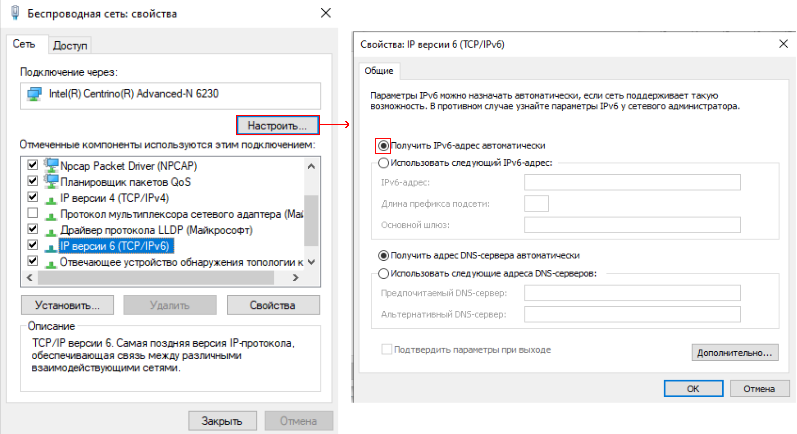 Беспроводная сеть: свойства
Сеть
Доступ
Подключение через:
Intel(R) Centrino(R) Advanced-N 6230
Настроить...
Отмеченные компоненты используются этим подключением:
Npcap Packet Driver (NPCAP)
Планировщик пакетов QoS
IP версии 4 (TCP/IPv4)
Протокол мультиплексора сетевого адаптера (Май
Драйвер протокола LLDP (Майкрософт)
IP версии 6 (TCP/IPv6)
Отвечающее устройство обнаружения топологии к
Установить...
Удалить
Свойства
Описание
TCP/IP версии 6. Самая поздняя версия IP-протокола,
обеспечивающая связь между различными
взаимодействующими сетями.
Закрыть
Отмена
Свойства: IP версии 6 (TCP/IPv6)
Общие
Параметры IPv6 можно назначать автоматически, если сеть поддерживает такую
возможность. В противном случае узнайте параметры IPv6 у сетевого администратора.
Получить IPv6-адрес автоматически
Использовать следующий IPv6-адрес:
IPv6-адрес:
Длина префикса подсети:
Основной шлюз:
Получить адрес DNS-сервера автоматически
Использовать следующие адреса DNS-серверов:
Предпочитаемый DNS-сервер:
Альтернативный DNS-сервер:
Подтвердить параметры при выходе
Дополнительно...
ОК
Отмена